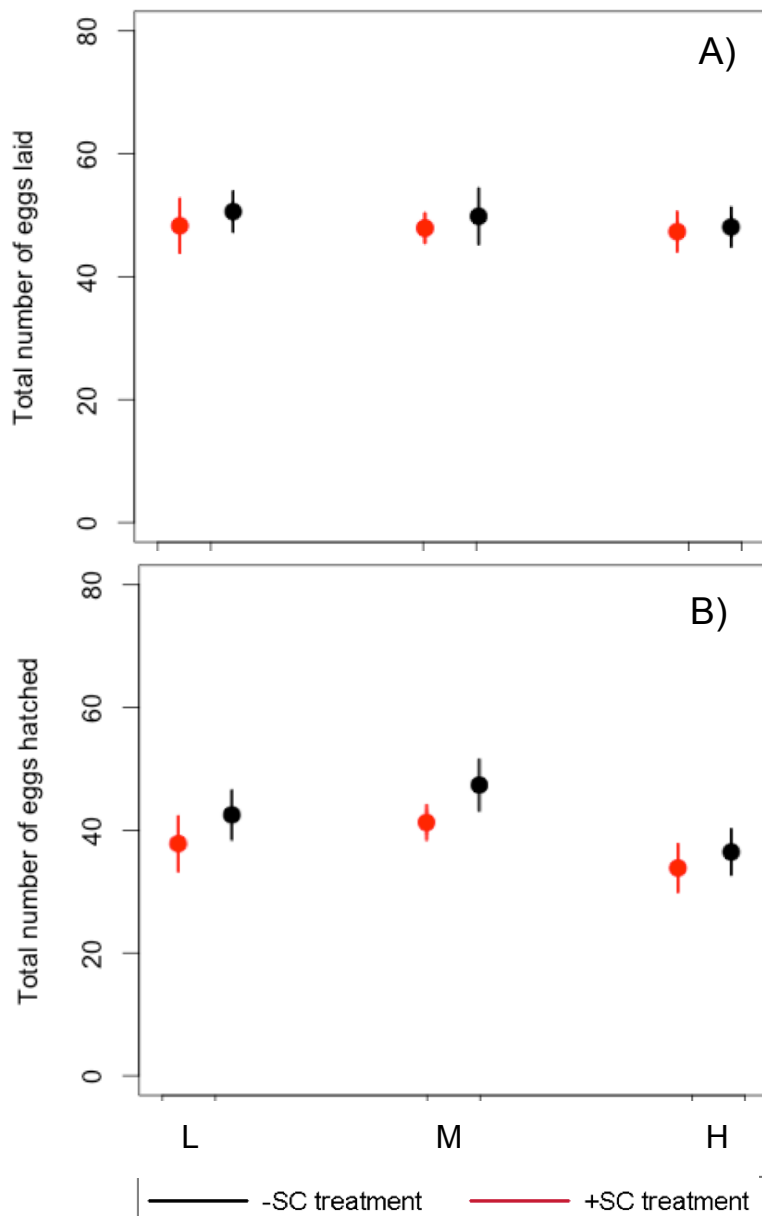 A)
Total number of eggs laid
80
60
40
20
0
B)
Total number of eggs hatched
80
60
40
20
0
L M H
-SC treatment +SC treatment